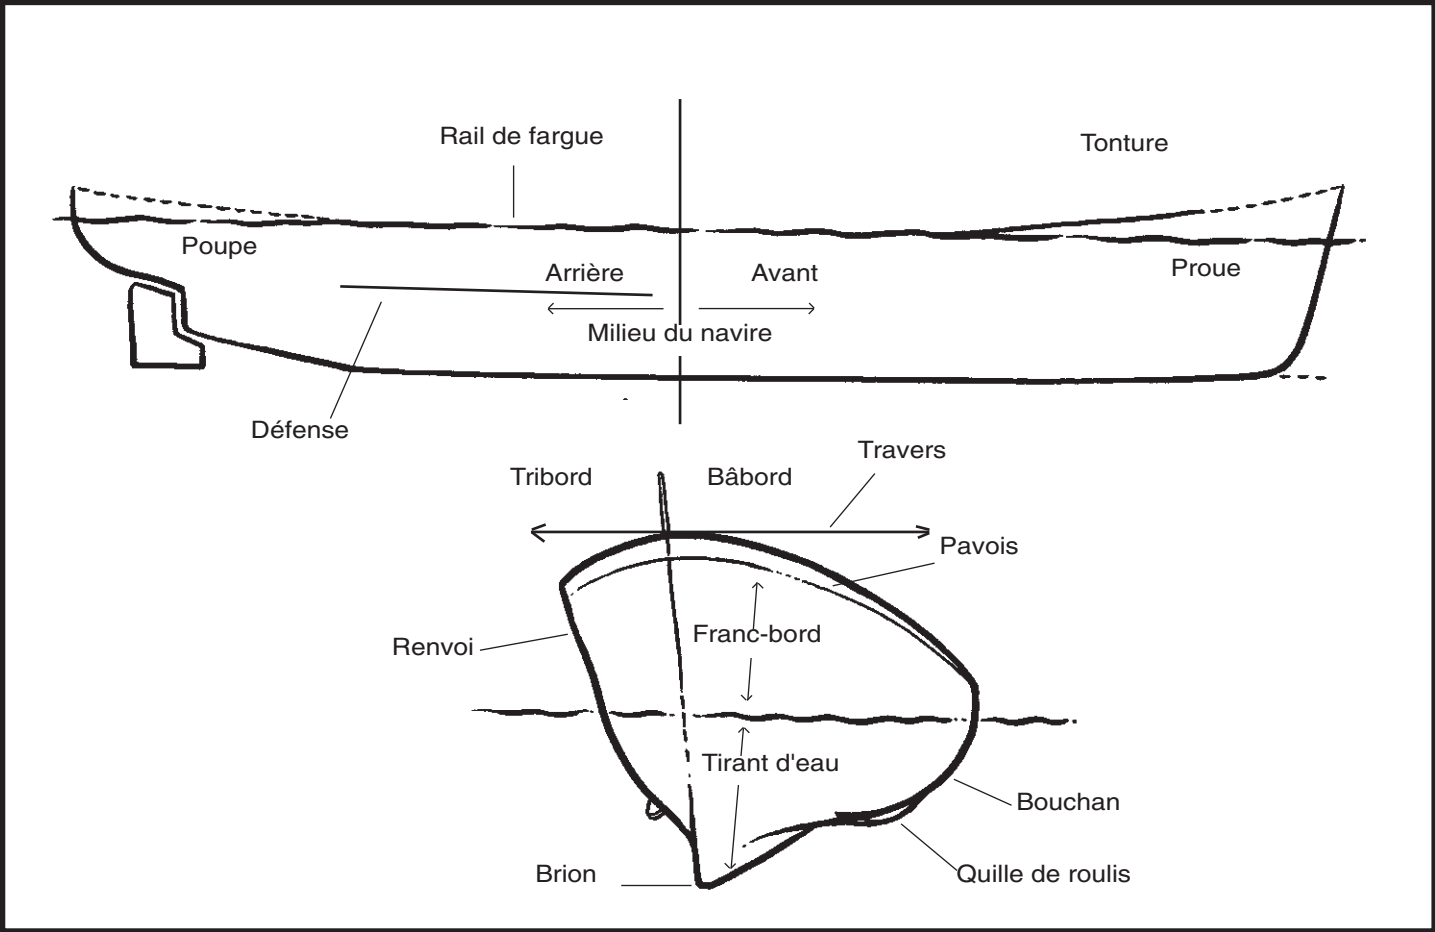 Rail de fargue
Tonture
Poupe
Proue
Arrière
Avant
Milieu du navire
Défense
Travers
Tribord
Bâbord
Pavois
Franc-bord
Renvoi
Tirant d'eau
Bouchan
Brion
Quille de roulis